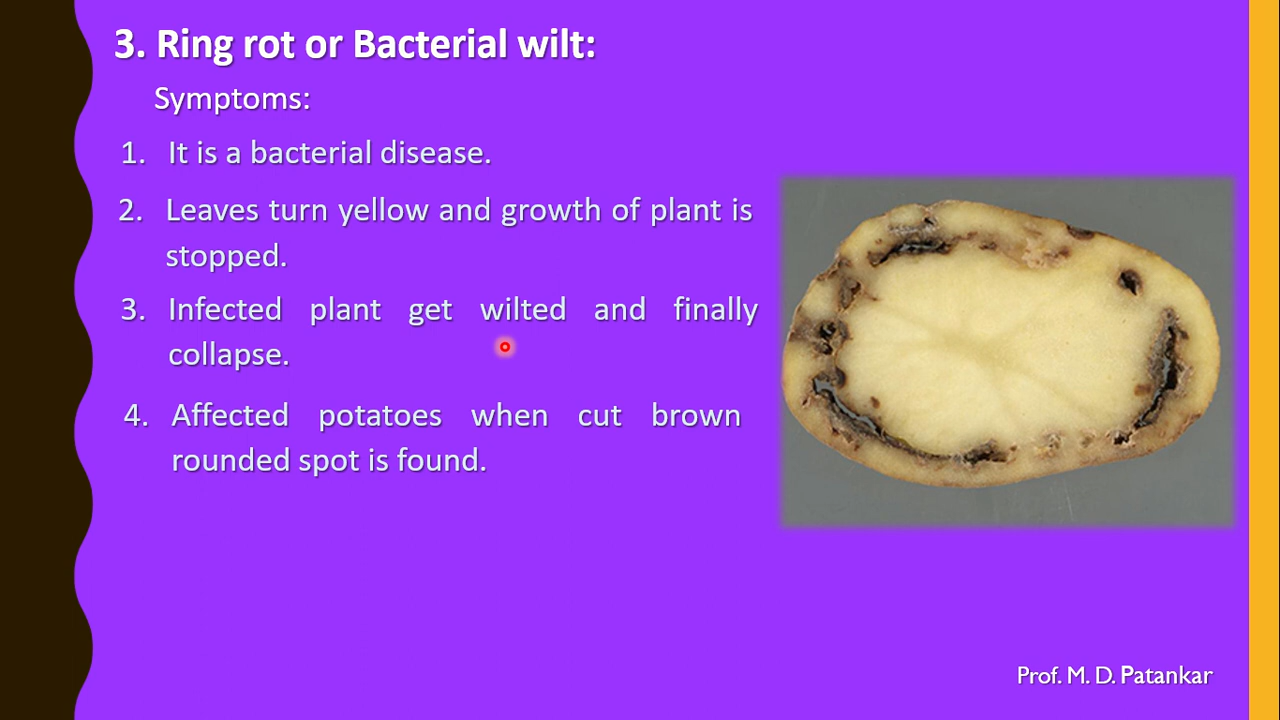 3. Ring rot or Bacterial wilt:
Symptoms:
1. It is a bacterial disease.
2. Leaves turn yellow and growth of plant is
stopped.
3. Infected plant get wilted and finally
collapse.
4. Affected potatoes when cut brown
rounded spot is found.
Prof. M. D. Patankar